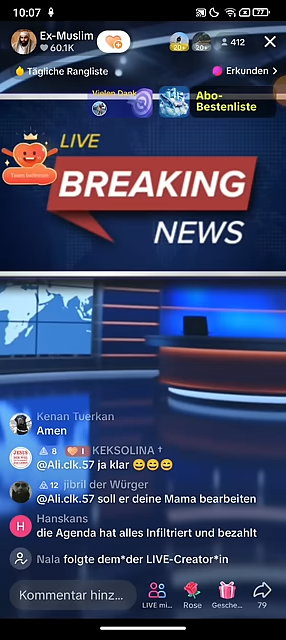 10:07
77
Ex-Muslim
60.1K
20+
20+
412
Tägliche Rangliste
Erkunden
Vielen Dank
Abo-
Bestenliste
LIVE
BREAKING
NEWS
Kenan Tuerkan
Amen
8
KEKSOLINA ✝
@Ali.clk.57 ja klar 😄😄😄
12 jibril der Würger
@Ali.clk.57 soll er deine Mama bearbeiten
H
Hanskans
die Agenda hat alles Infiltriert und bezahlt
Nala folgte dem*der LIVE-Creator*in
Kommentar hinz...
LIVE mi...
Rose
Gesche...
79